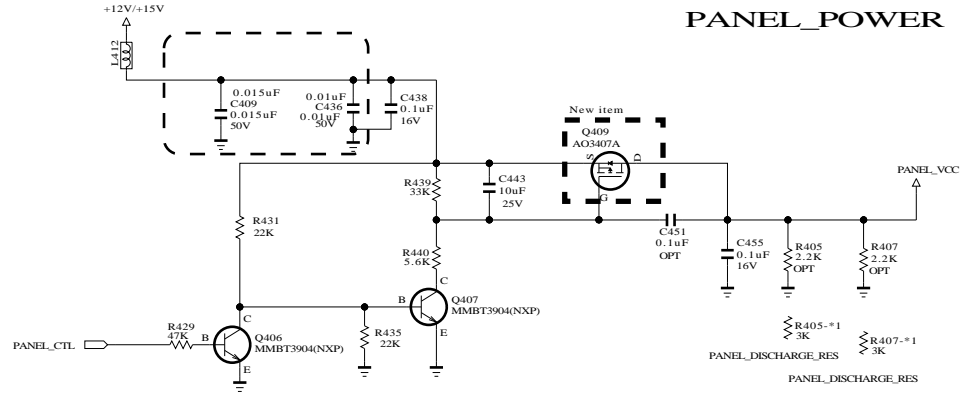 +12V/+15V
PANEL_POWER
L412
0.015uF
C409
0.015uF
50V
0.01uF
C436
0.01uF
50V
C438
0.1uF
16V
New item
Q409
AO3407A
S
D
G
PANEL_VCC
R439
33K
C443
10uF
25V
R431
22K
C451
0.1uF
OPT
C455
0.1uF
16V
R405
2.2K
OPT
R407
2.2K
OPT
R440
5.6K
C
B
Q407
MMBT3904(NXP)
E
R429
47K
PANEL_CTL
B
C
Q406
MMBT3904(NXP)
E
R435
22K
R405-*1
3K
PANEL_DISCHARGE_RES
R407-*1
3K
PANEL_DISCHARGE_RES